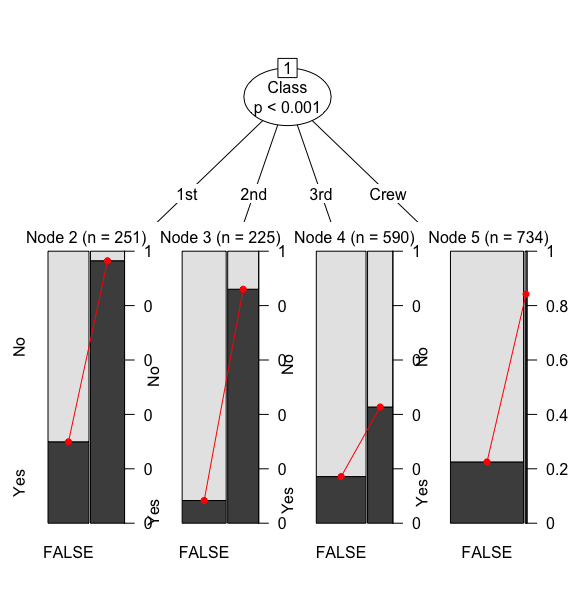 1
Class
p < 0.001
1st
2nd
3rd
Crew
Node 2 (n = 251)
Node 3 (n = 225)
Node 4 (n = 590)
Node 5 (n = 734)
No
Yes
1
0
0
0
0
0
No
Yes
1
0
0
0
0
0
No
Yes
1
0
0
0
0
0
No
Yes
1
0.8
0.6
0.4
0.2
0
FALSE
FALSE
FALSE
FALSE